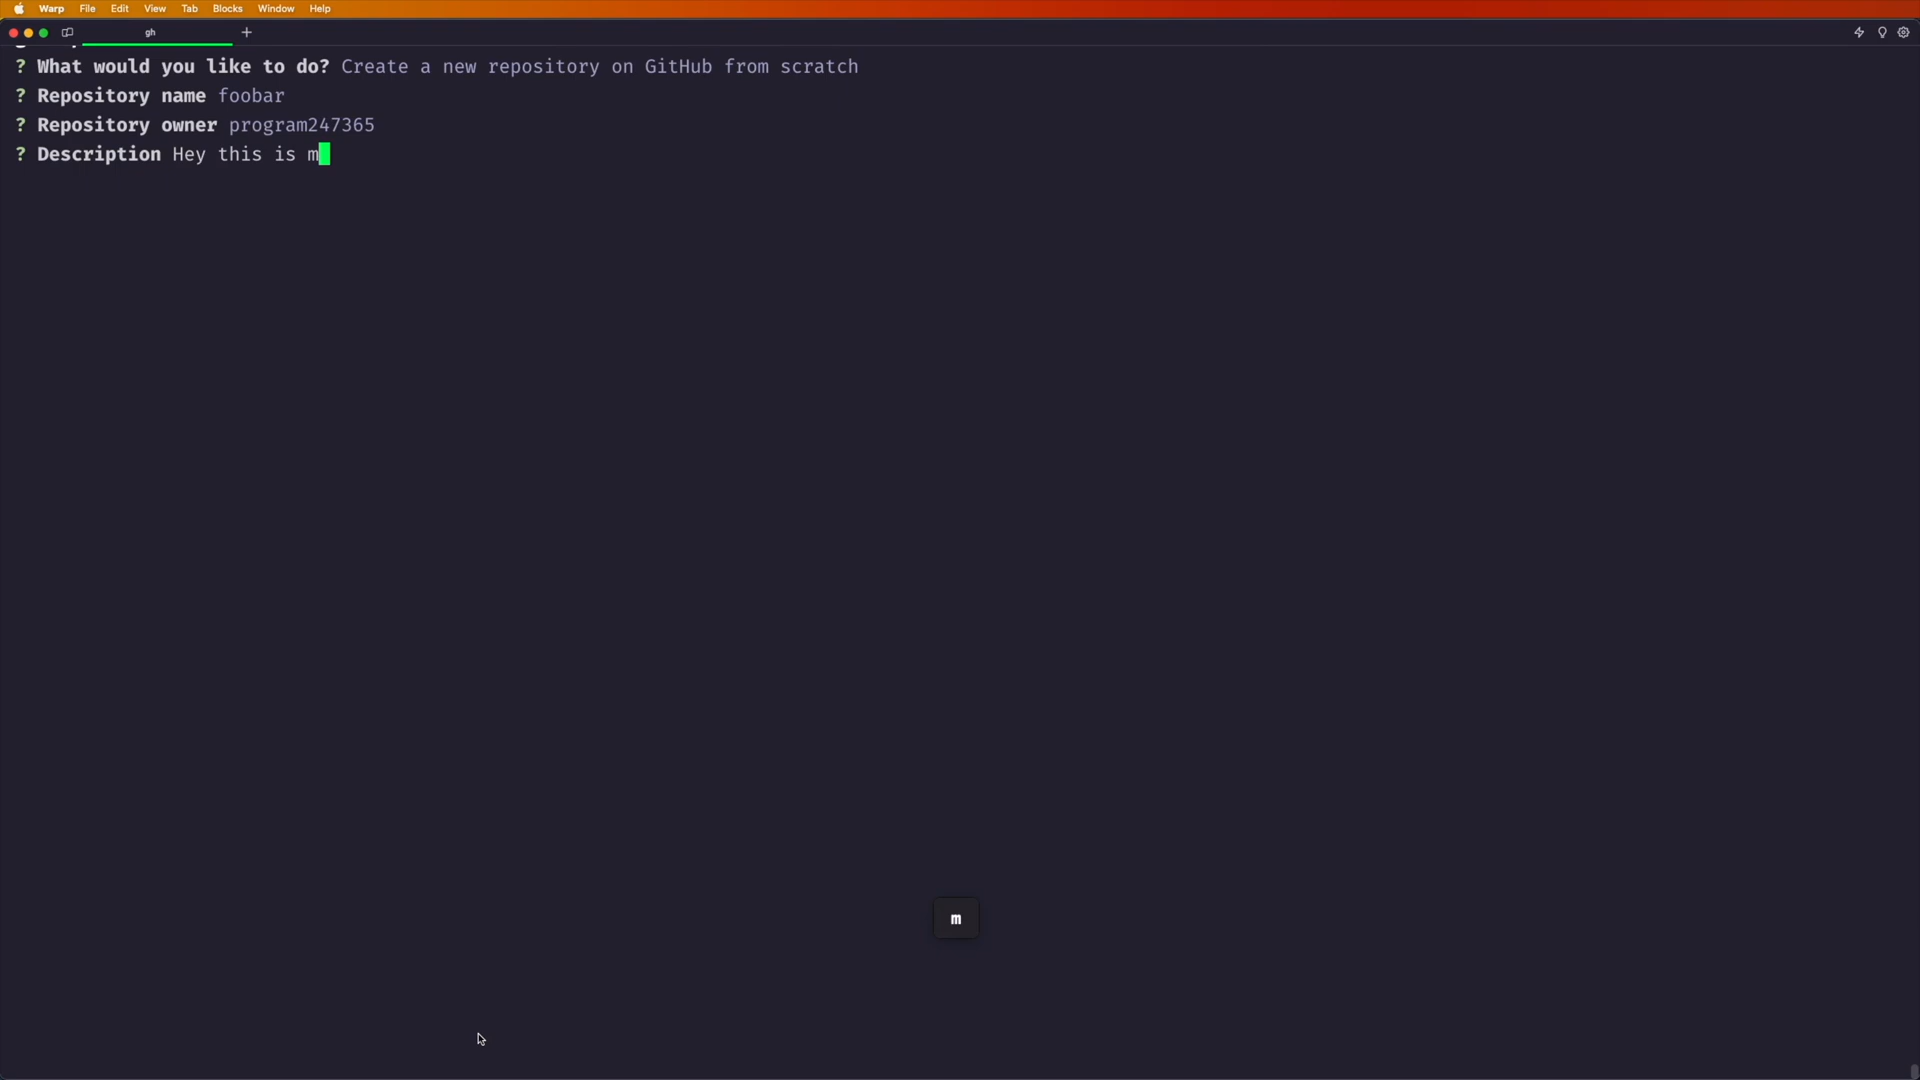 Warp File Edit View Tab Blocks Window Help
gh
? What would you like to do? Create a new repository on GitHub from scratch
? Repository name foobar
? Repository owner program247365
? Description Hey this is m
m